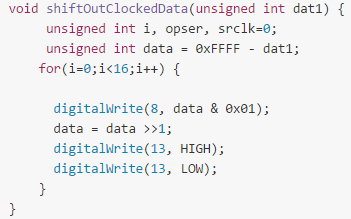 void shiftOutClockedData(unsigned int dat1) {
unsigned int i, opser, srclk=0;
unsigned int data = 0xFFFF - dat1;
for(i=0;i<16;i++) {
digitalWrite(8, data & 0x01);
data = data >>1;
digitalWrite(13, HIGH);
digitalWrite(13, LOW);
}
}